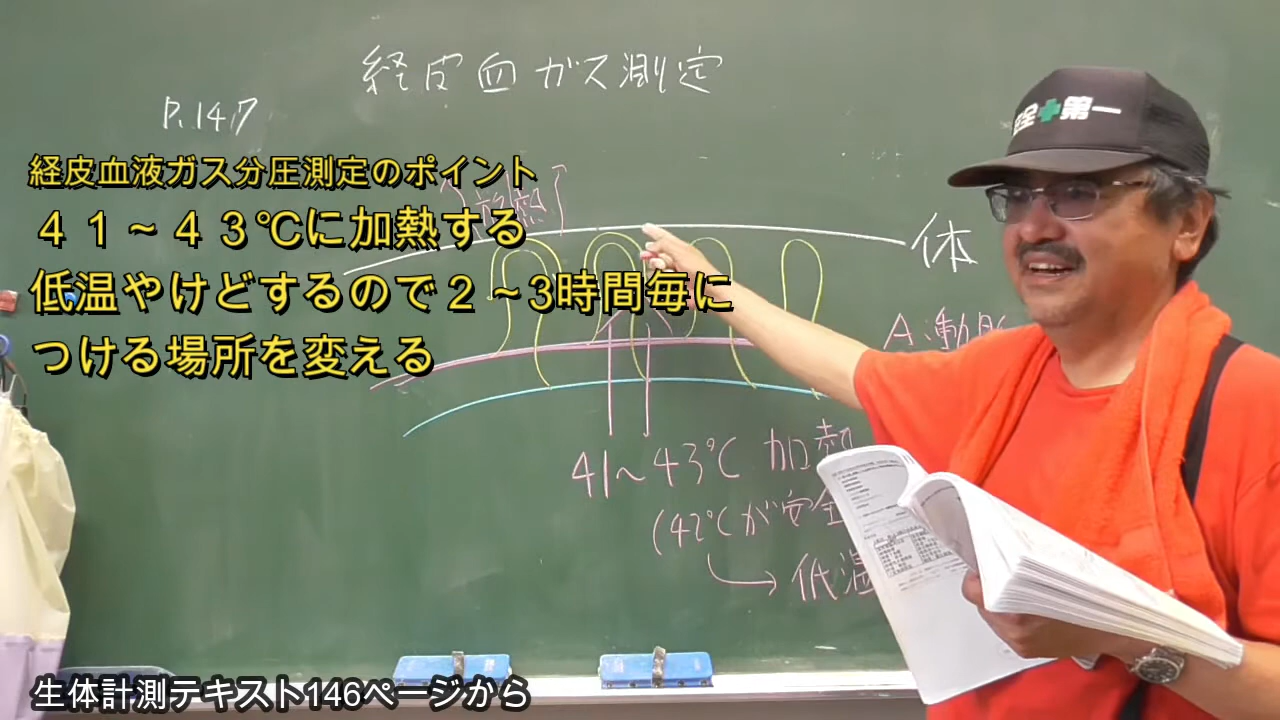 経皮血ガス測定
P.147
安全+第一
経皮血液ガス分圧測定のポイント
放熱
41～43℃に加熱する
体
低温やけどするので2～3時間毎に
A:動脈
つける場所を変える
41～43℃ 加熱
(42℃が安全
→ 低温
生体計測テキスト146ページから